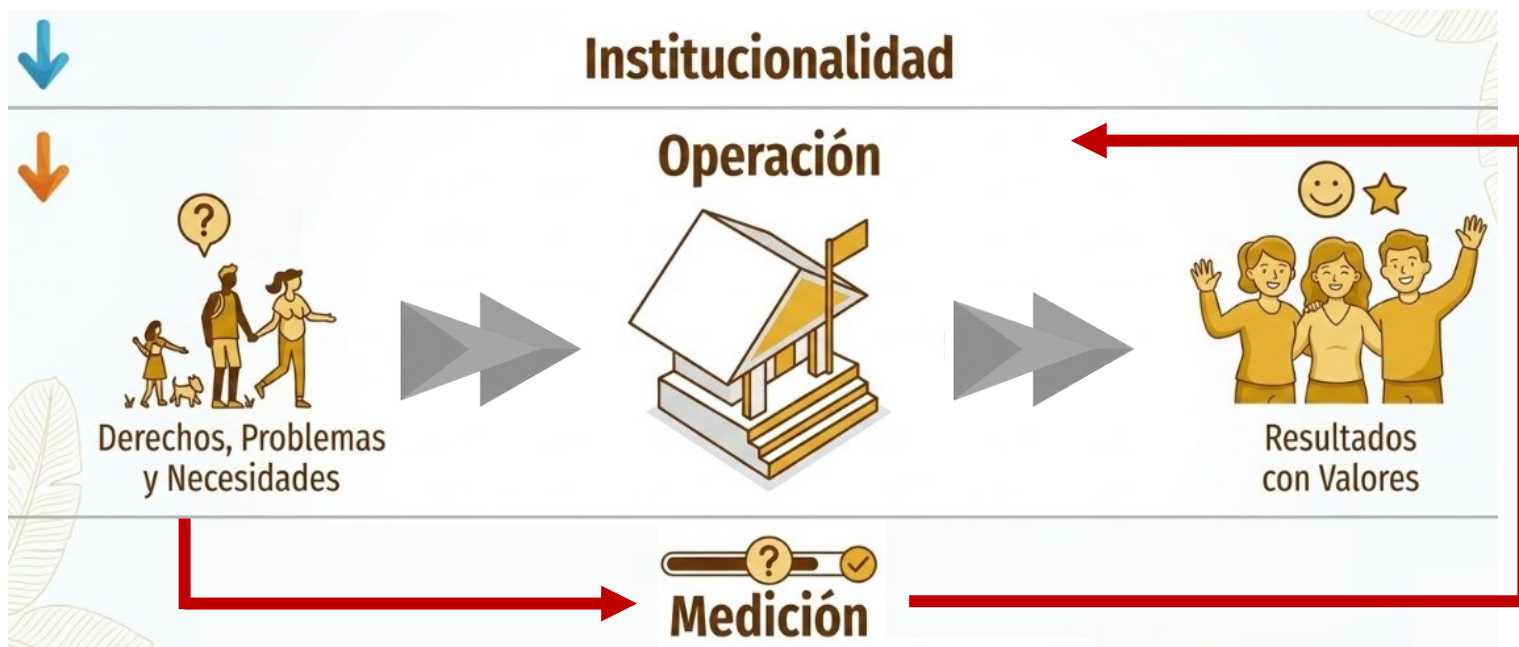 Institucionalidad
Operación
?
Derechos, Problemas
y Necesidades
Resultados
con Valores
?
Medición